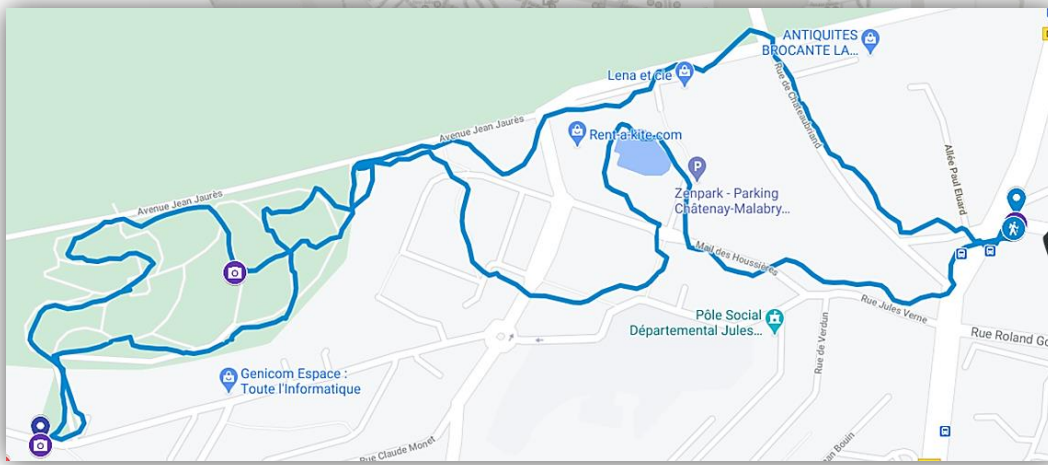 ANTIQUITES
BROCANTE LA...
Lena et cie
Rue de Chateaubriand
Avenue Jean Jaurès
Rent-a-kite-com
Allée Paul Eluard
P
Zenpark - Parking
Châtenay-Malabry...
Avenue Jean Jaurès
Mail des Houssières
Rue Jules Verne
Pôle Social
Départemental Jules...
Rue Roland
Rue de Verdun
Genicom Espace :
Toute l'Informatique
Rue Claude Monet
Bouin